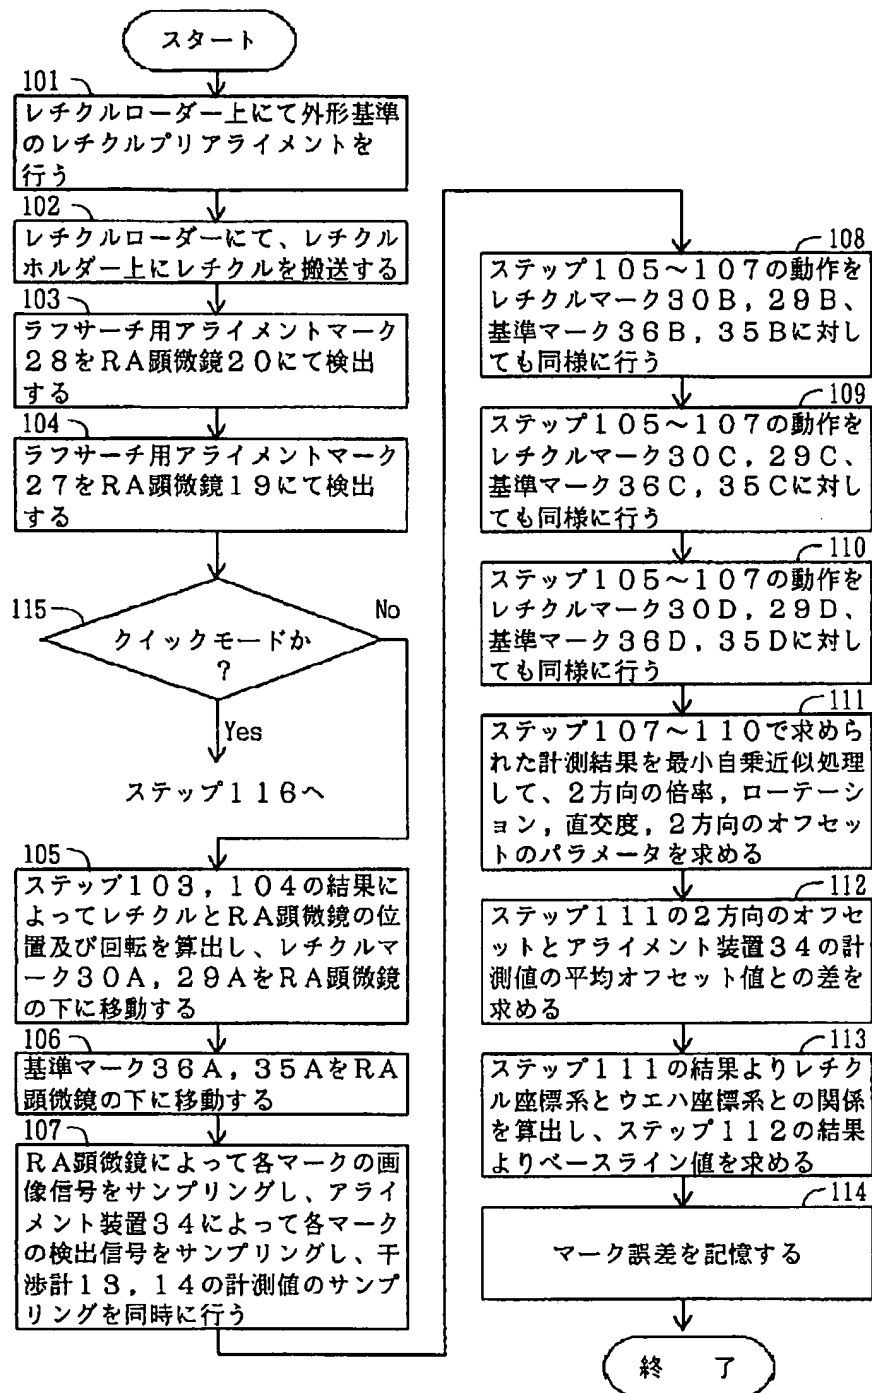 スタート
101
レチクルローダー上にて外形基準
のレチクルプリアライメントを
行う
102
レチクルローダーにて、レチクル
ホルダー上にレチクルを搬送する
103
ラフサーチ用アライメントマーク
28をRA顕微鏡20にて検出
する
104
ラフサーチ用アライメントマーク
27をRA顕微鏡19にて検出
する
115
クイックモードか
?
No
Yes
ステップ116へ
105
ステップ103,104の結果に
よってレチクルとRA顕微鏡の位
置及び回転を算出し、レチクルマ
ーク30A,29AをRA顕微鏡
の下に移動する
106
基準マーク36A,35AをRA
顕微鏡の下に移動する
107
RA顕微鏡によって各マークの画
像信号をサンプリングし、アライ
メント装置34によって各マーク
の検出信号をサンプリングし、干
渉計13,14の計測値のサンプ
リングを同時に行う
108
ステップ105~107の動作を
レチクルマーク30B,29B、
基準マーク36B,35Bに対し
ても同様に行う
109
ステップ105~107の動作を
レチクルマーク30C,29C、
基準マーク36C,35Cに対し
ても同様に行う
110
ステップ105~107の動作を
レチクルマーク30D,29D、
基準マーク36D,35Dに対し
ても同様に行う
111
ステップ107~110で求めら
れた計測結果を最小自乗近似処理
して、2方向の倍率,ローテーシ
ョン,直交度,2方向のオフセッ
トのパラメータを求める
112
ステップ111の2方向のオフセ
ットとアライメント装置34の計
測値の平均オフセット値との差を
求める
113
ステップ111の結果よりレチク
ル座標系とウエハ座標系との関係
を算出し、ステップ112の結果
よりベースライン値を求める
114
マーク誤差を記憶する
終 了